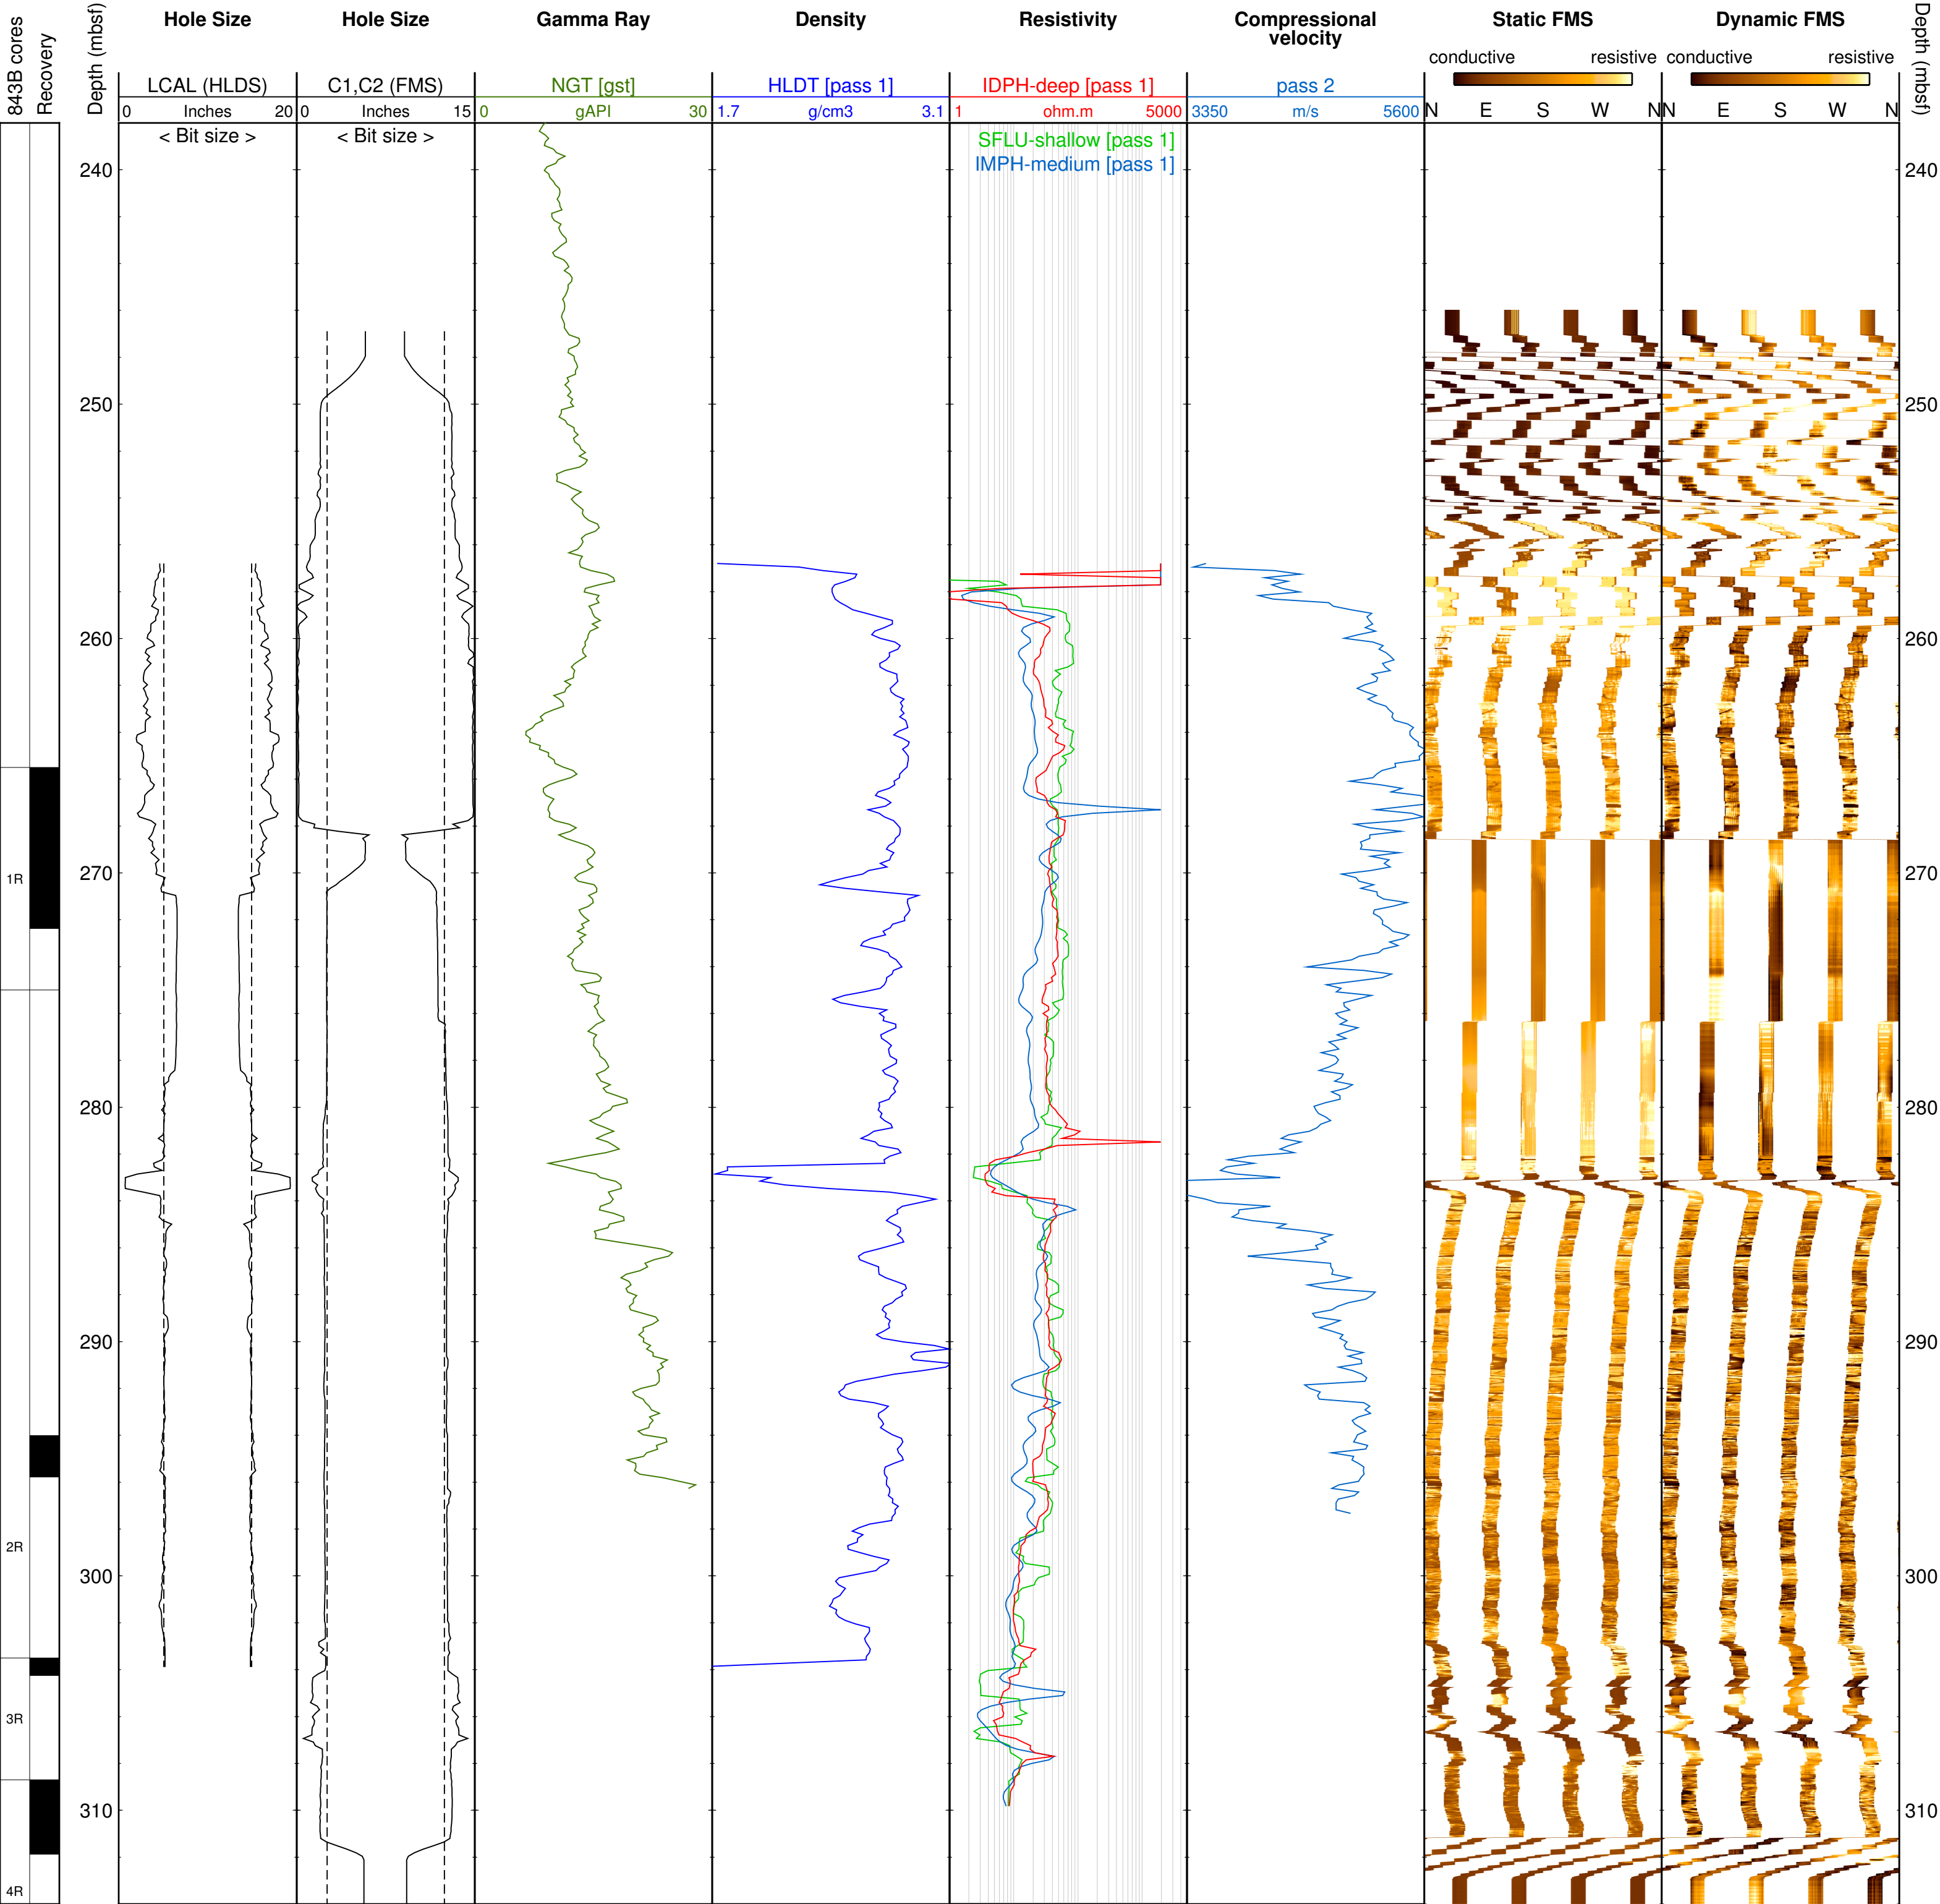 843B cores
Recovery
Depth (mbsf)
Hole Size
Hole Size
Gamma Ray
Density
Resistivity
Compressional
velocity
Static FMS
Dynamic FMS
Depth (mbsf)
conductive resistive
conductive resistive
LCAL (HLDS)
C1,C2 (FMS)
NGT [gst]
HLDT [pass 1]
IDPH-deep [pass 1]
pass 2
0 Inches 20
0 Inches 15
0 gAPI 30
1.7 g/cm3 3.1
1 ohm.m 5000
3350 m/s 5600
N E S W N
N E S W N
< Bit size >
< Bit size >
SFLU-shallow [pass 1]
IMPH-medium [pass 1]
240 240
250 250
260 260
1R
270 270
280 280
290 290
2R
300 300
3R
310 310
4R